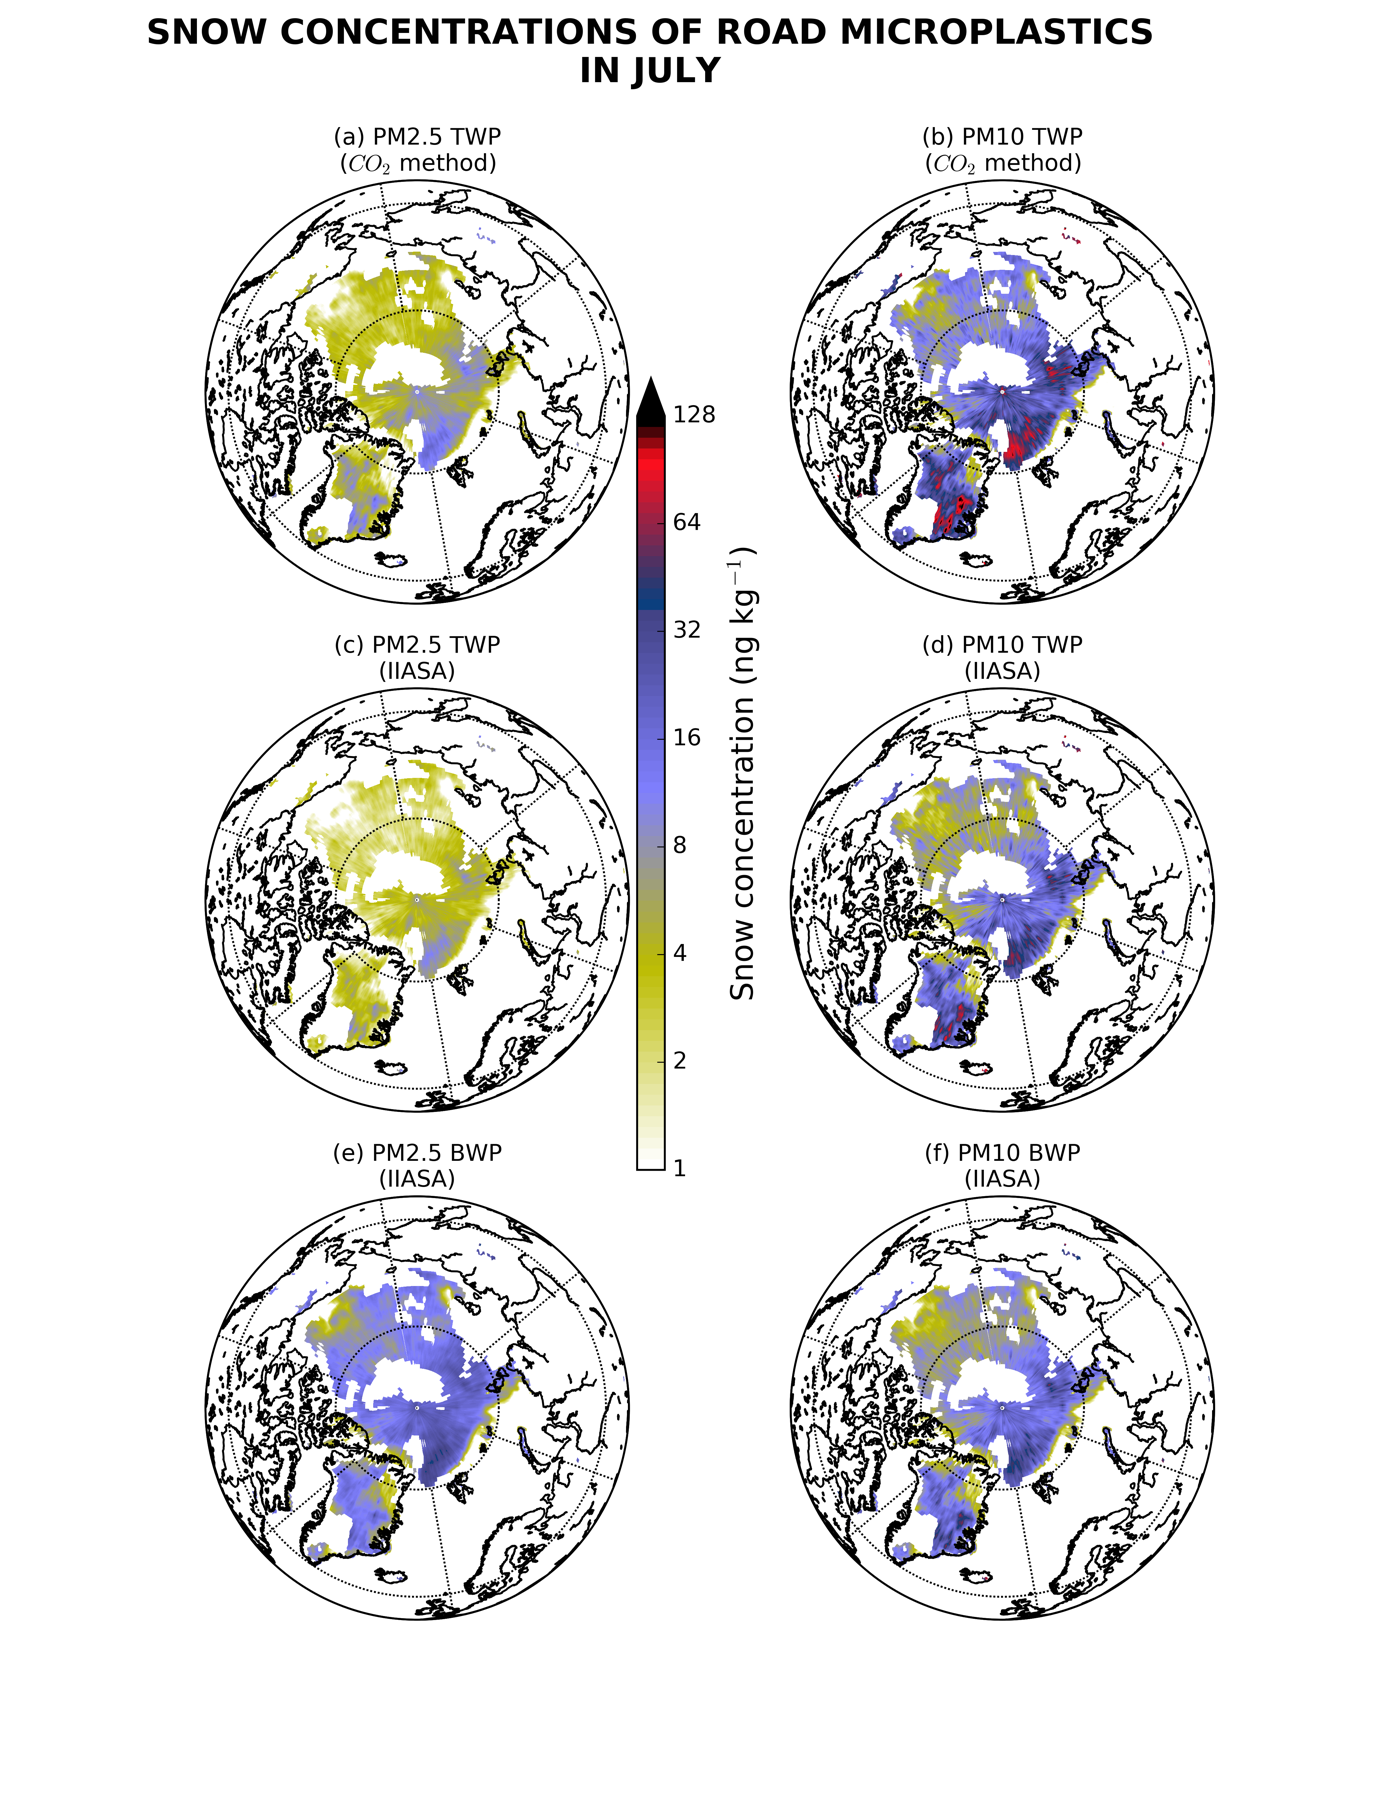 SNOW CONCENTRATIONS OF ROAD MICROPLASTICS
IN JULY
(a) PM2.5 TWP
(CO₂ method)
(b) PM10 TWP
(CO₂ method)
128
64
32
16
8
4
2
1
Snow concentration (ng kg⁻¹)
(c) PM2.5 TWP
(IIASA)
(d) PM10 TWP
(IIASA)
(e) PM2.5 BWP
(IIASA)
(f) PM10 BWP
(IIASA)